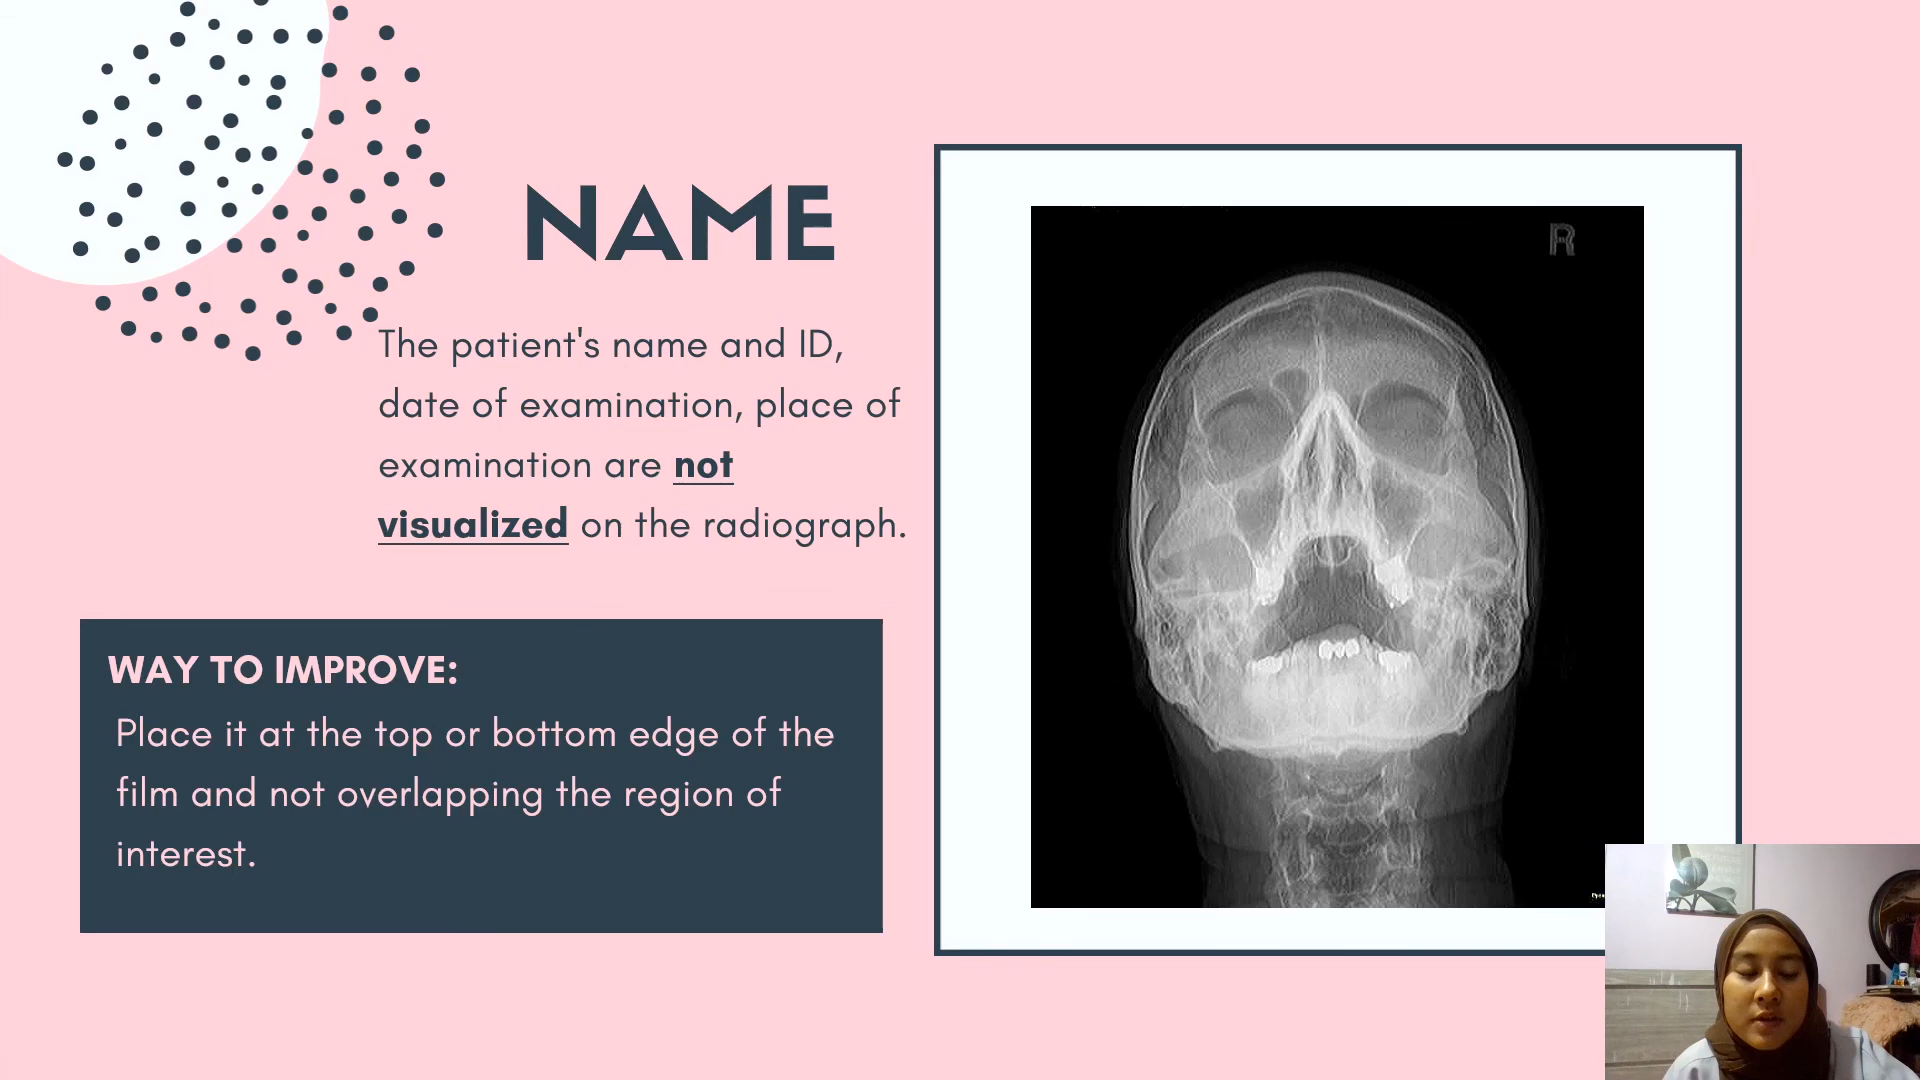 NAME
The patient's name and ID,
date of examination, place of
examination are not
visualized on the radiograph.
WAY TO IMPROVE:
Place it at the top or bottom edge of the
film and not overlapping the region of
interest.
R